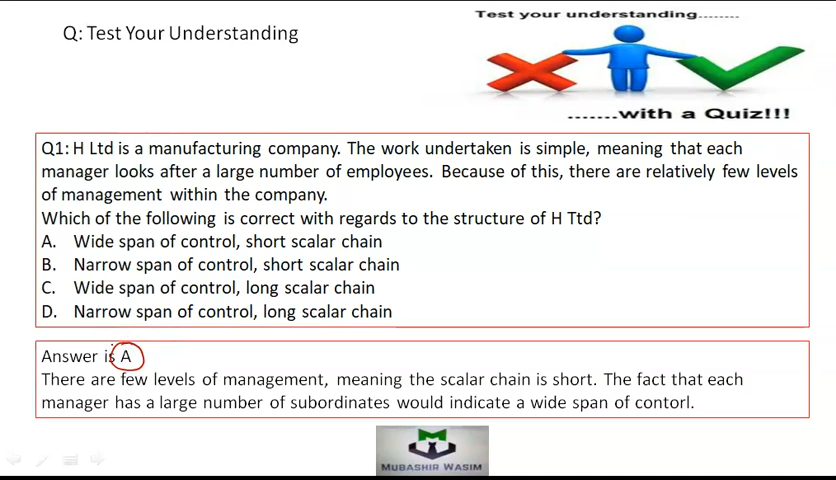 Q: Test Your Understanding
Test your understanding........
.......with a Quiz!!!
Q1: H Ltd is a manufacturing company. The work undertaken is simple, meaning that each
manager looks after a large number of employees. Because of this, there are relatively few levels
of management within the company.
Which of the following is correct with regards to the structure of H Ttd?
A. Wide span of control, short scalar chain
B. Narrow span of control, short scalar chain
C. Wide span of control, long scalar chain
D. Narrow span of control, long scalar chain
Answer is A
There are few levels of management, meaning the scalar chain is short. The fact that each
manager has a large number of subordinates would indicate a wide span of contorl.
MUBASHIR WASIM